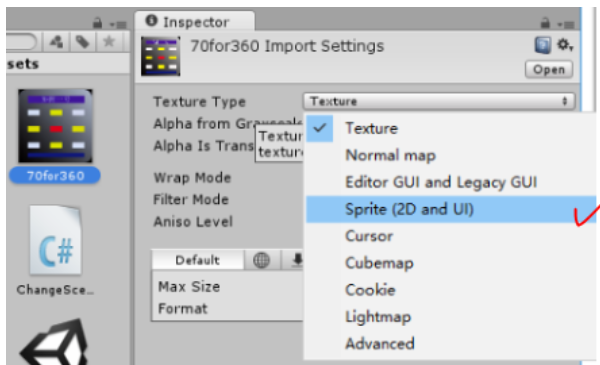 Inspector
sets
70for360 Import Settings
Open
Texture Type
Texture
Alpha from Grayscale
Alpha Is Trans
Textur
texture
Wrap Mode
Filter Mode
Aniso Level
Default
Max Size
Format
Texture
Normal map
Editor GUI and Legacy GUI
Sprite (2D and UI)
Cursor
Cubemap
Cookie
Lightmap
Advanced
70for360
C#
ChangeSce...